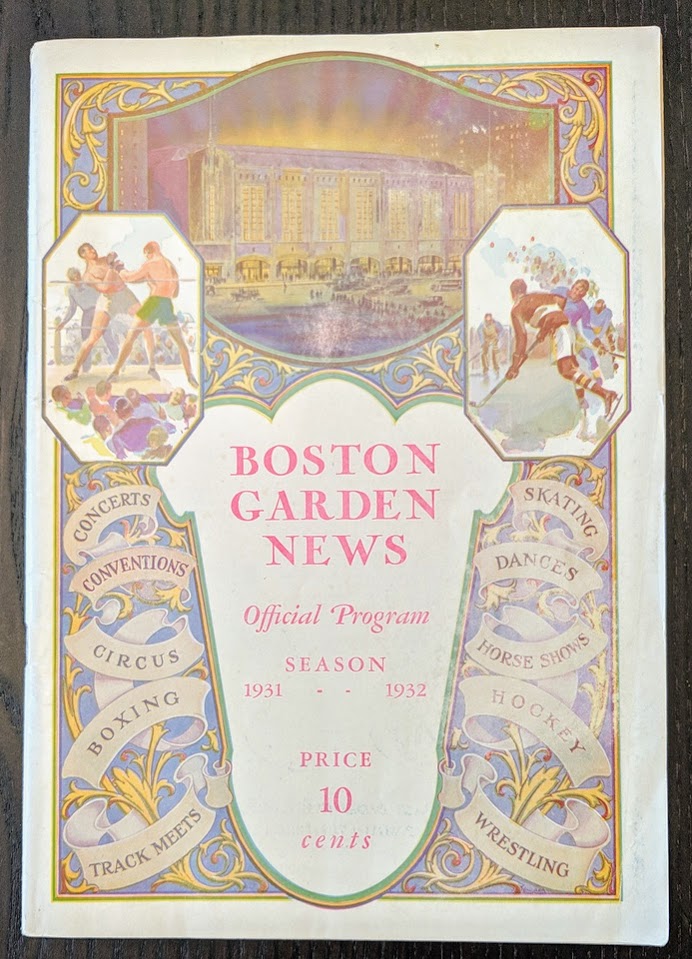 BOSTON
GARDEN
NEWS
Official Program
SEASON
1931 - - 1932
PRICE
10
cents
CONCERTS
CONVENTIONS
CIRCUS
BOXING
TRACK MEETS
SKATING
DANCES
HORSE SHOWS
HOCKEY
WRESTLING